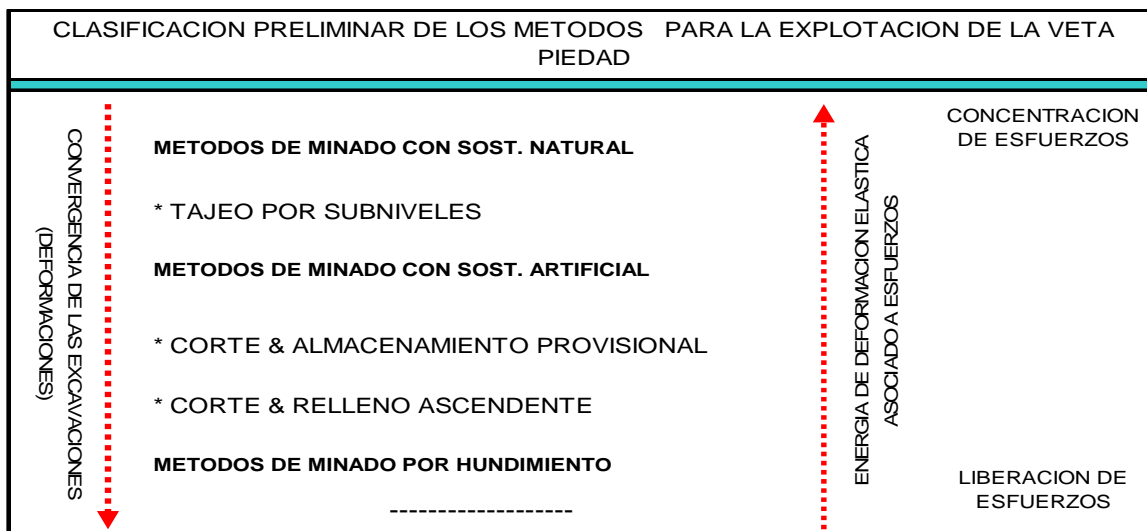 CLASIFICACION PRELIMINAR DE LOS METODOS PARA LA EXPLOTACION DE LA VETA
PIEDAD
CONVERGENCIA DE LAS EXCAVACIONES
(DEFORMACIONES)
METODOS DE MINADO CON SOST. NATURAL
* TAJEO POR SUBNIVELES
METODOS DE MINADO CON SOST. ARTIFICIAL
* CORTE & ALMACENAMIENTO PROVISIONAL
* CORTE & RELLENO ASCENDENTE
METODOS DE MINADO POR HUNDIMIENTO
-------------------
ENERGIA DE DEFORMACION ELASTICA
ASOCIADO A ESFUERZOS
CONCENTRACION
DE ESFUERZOS
LIBERACION DE
ESFUERZOS